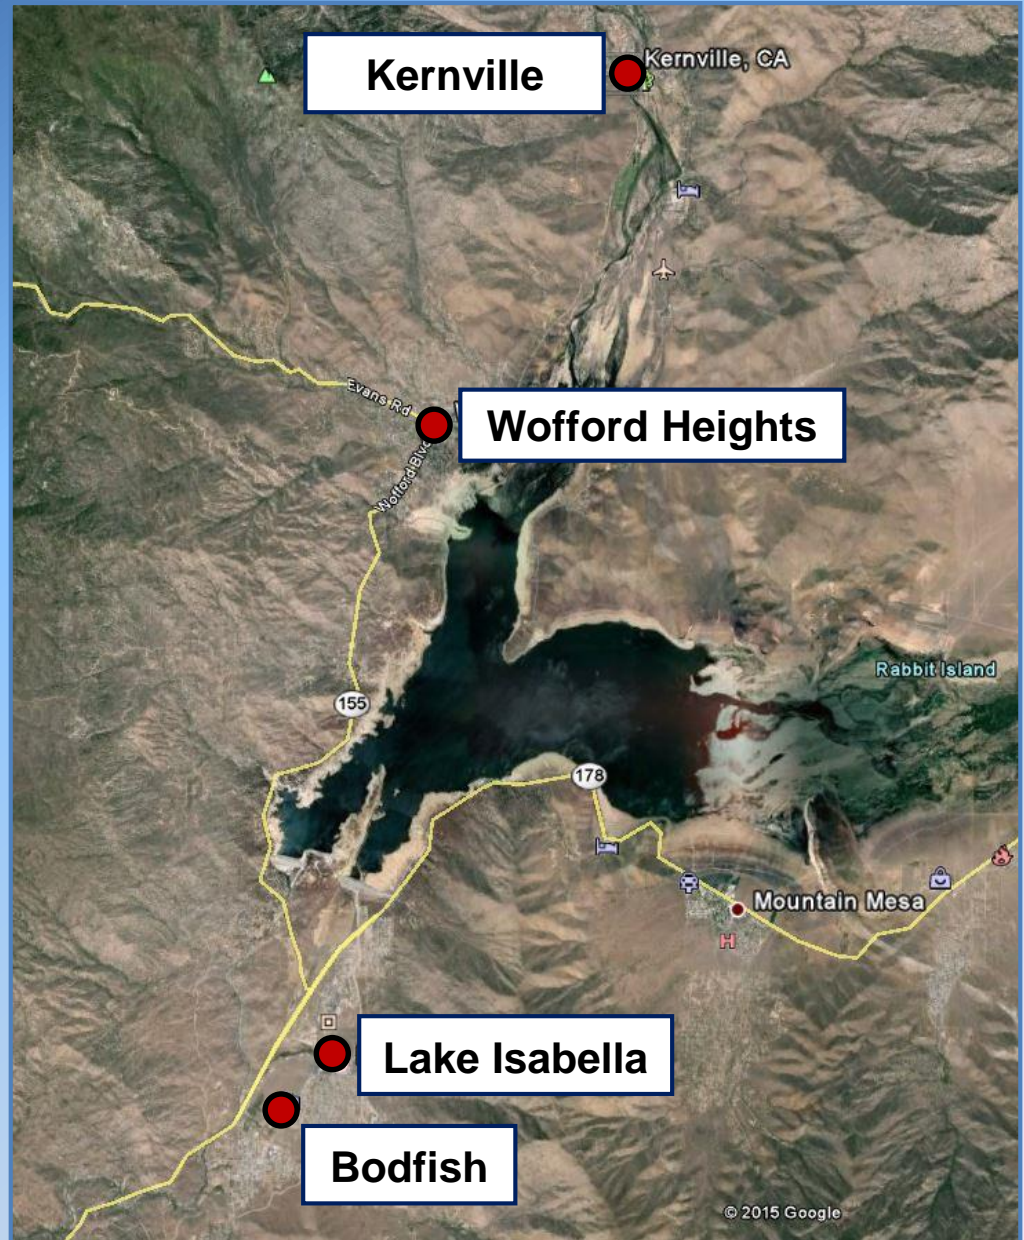 Kernville
Kernville, CA
Evans Rd
Wofford Heights
Wofford Blvd
155
Rabbit Island
178
Mountain Mesa
H
Lake Isabella
Bodfish
© 2015 Google